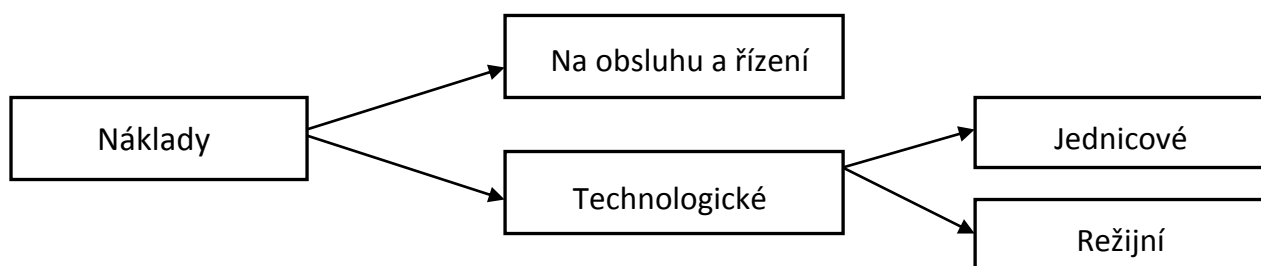 Náklady
Na obsluhu a řízení
Technologické
Jednicové
Režijní